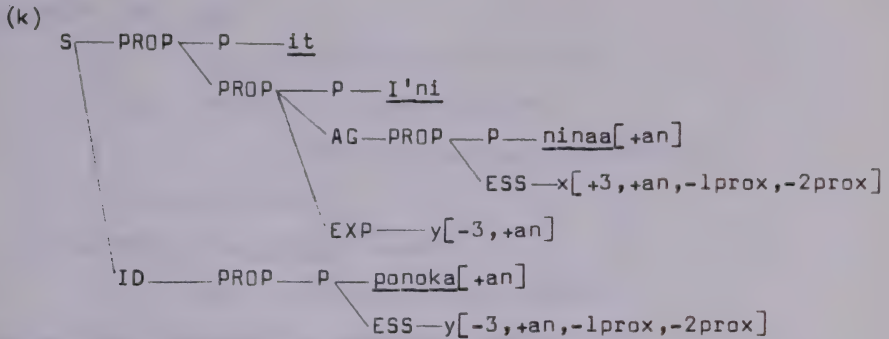 (k)
S PROP P it
PROP P I'ni
AG PROP P ninaa[+an]
ESS x[+3,+an,-1prox,-2prox]
EXP y[-3,+an]
ID PROP P ponoka[+an]
ESS y[-3,+an,-1prox,-2prox]